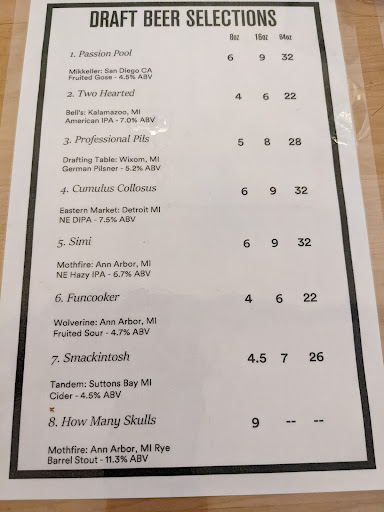 DRAFT BEER SELECTIONS
8oz 16oz 64oz
1. Passion Pool 6 9 32
Mikkeller: San Diego CA
Fruited Gose - 4.5% ABV
2. Two Hearted 4 6 22
Bell's: Kalamazoo, MI
American IPA - 7.0% ABV
3. Professional Pils 5 8 28
Drafting Table: Wixom, MI
German Pilsner - 5.2% ABV
4. Cumulus Collosus 6 9 32
Eastern Market: Detroit MI
NE DIPA - 7.5% ABV
5. Simi 6 9 32
Mothfire: Ann Arbor, MI
NE Hazy IPA - 6.7% ABV
6. Funcooker 4 6 22
Wolverine: Ann Arbor, MI
Fruited Sour - 4.7% ABV
7. Smackintosh 4.5 7 26
Tandem: Suttons Bay MI
Cider - 4.5% ABV
8. How Many Skulls 9 -- --
Mothfire: Ann Arbor, MI Rye
Barrel Stout - 11.3% ABV